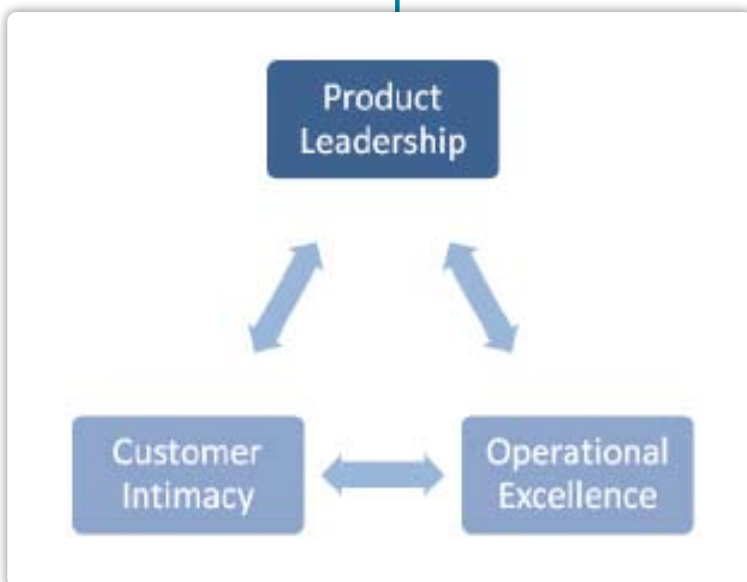 Product
Leadership
Customer
Intimacy
Operational
Excellence